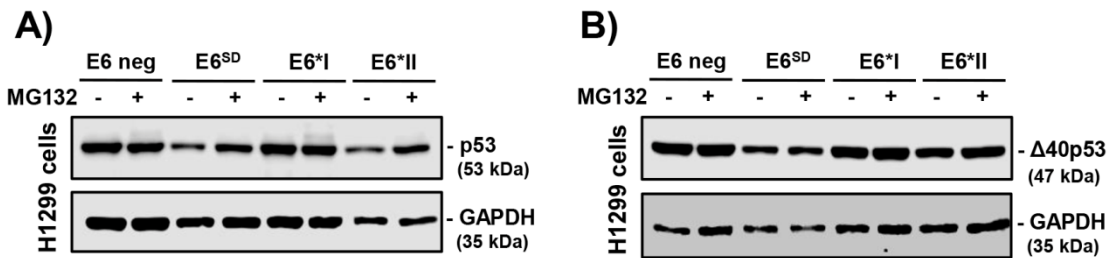 A)
E6 neg E6SD E6*I E6*II
MG132 - + - + - + - +
H1299 cells
- p53
(53 kDa)
- GAPDH
(35 kDa)
B)
E6 neg E6SD E6*I E6*II
MG132 - + - + - + - +
H1299 cells
- Δ40p53
(47 kDa)
- GAPDH
(35 kDa)